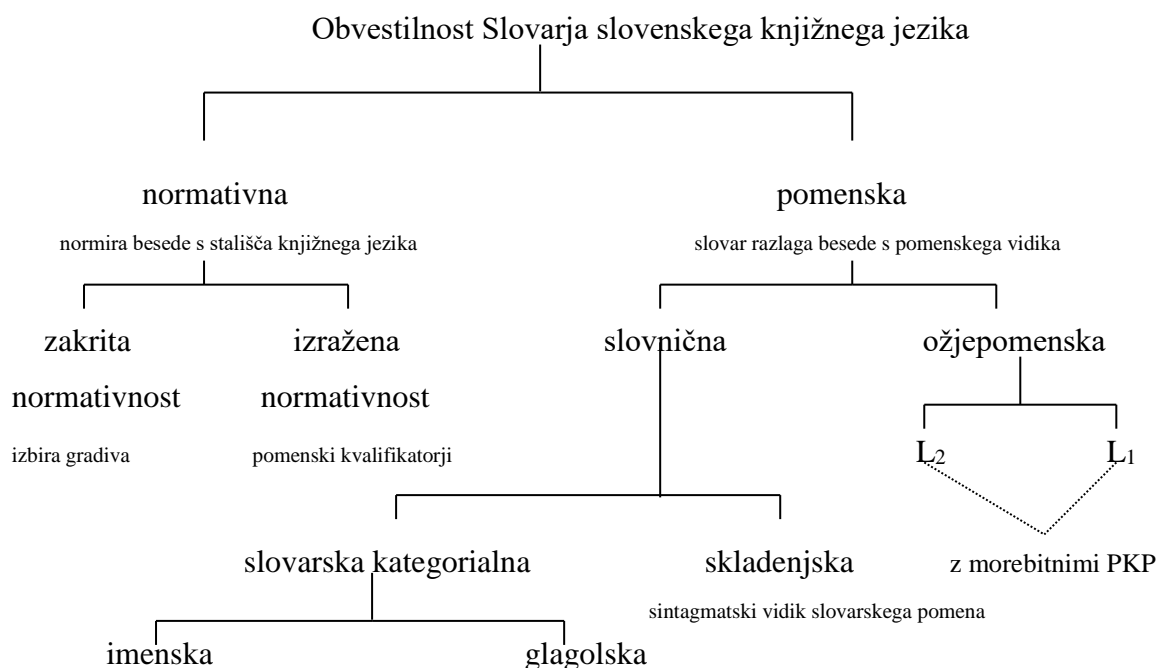 Obvestilnost Slovarja slovenskega knjižnega jezika
normativna
pomenska
normira besede s stališča knjižnega jezika
slovar razlaga besede s pomenskega vidika
zakrita
izražena
slovnična
ožjepomenska
normativnost
normativnost
izbira gradiva
pomenski kvalifikatorji
L2
L1
slovarska kategorialna
skladenjska
z morebitnimi PKP
sintagmatski vidik slovarskega pomena
imenska
glagolska